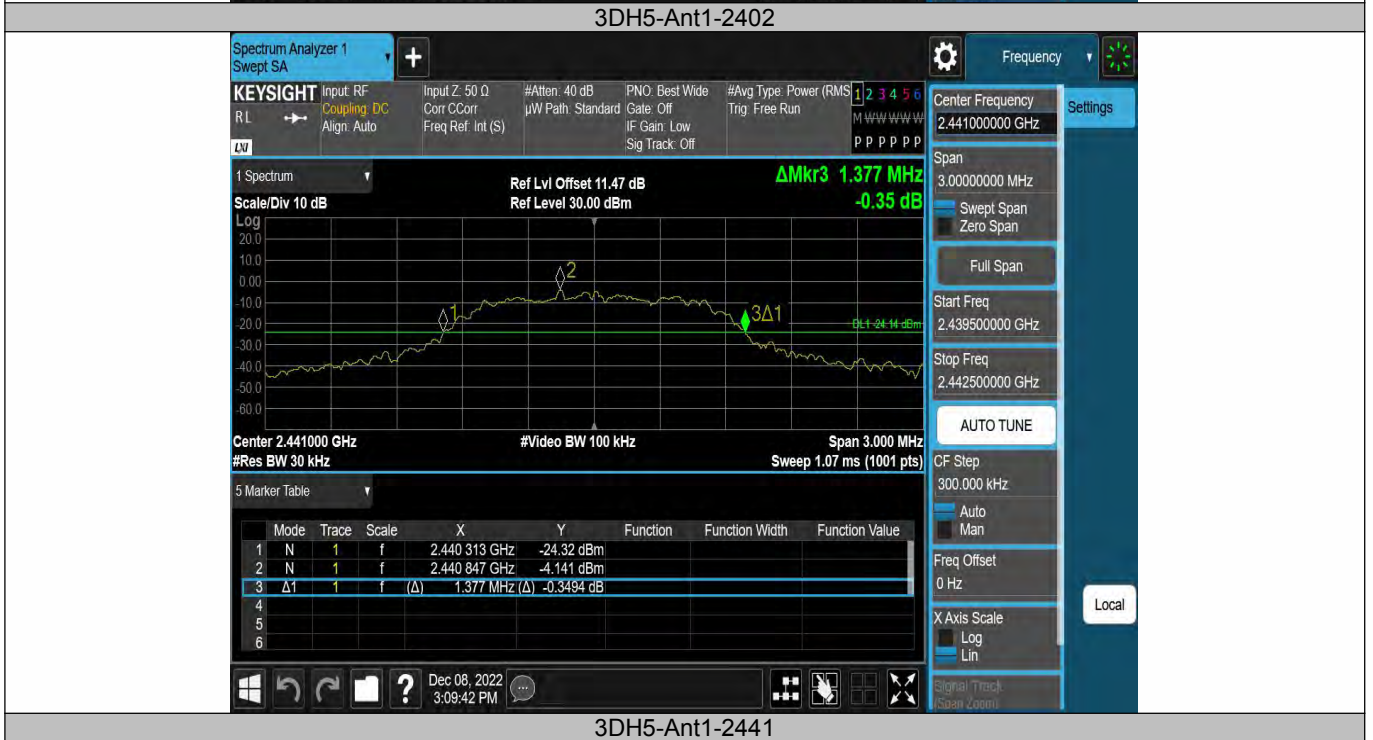 3DH5-Ant1-2402
Spectrum Analyzer 1
Swept SA
Frequency
KEYSIGHT
RL
LXI
Input: RF
Coupling: DC
Align: Auto
Input Z: 50 Ω
Corr CCorr
Freq Ref: Int (S)
#Atten: 40 dB
µW Path: Standard
PNO: Best Wide
Gate: Off
IF Gain: Low
Sig Track: Off
#Avg Type: Power (RMS
Trig: Free Run
1 2 3 4 5 6
M W W W W W
P P P P P P
1 Spectrum
Scale/Div 10 dB
Ref Lvl Offset 11.47 dB
Ref Level 30.00 dBm
ΔMkr3 1.377 MHz
-0.35 dB
Log
20.0
10.0
0.00
-10.0
-20.0
-30.0
-40.0
-50.0
-60.0
1
2
3Δ1
DL1 -24.14 dBm
Center 2.441000 GHz
#Video BW 100 kHz
Span 3.000 MHz
#Res BW 30 kHz
Sweep 1.07 ms (1001 pts)
5 Marker Table
Mode Trace Scale X Y Function Function Width Function Value
1 N 1 f 2.440 313 GHz -24.32 dBm
2 N 1 f 2.440 847 GHz -4.141 dBm
3 Δ1 1 f (Δ) 1.377 MHz (Δ) -0.3494 dB
4
5
6
Dec 08, 2022
3:09:42 PM
Center Frequency
2.441000000 GHz
Settings
Span
3.00000000 MHz
Swept Span
Zero Span
Full Span
Start Freq
2.439500000 GHz
Stop Freq
2.442500000 GHz
AUTO TUNE
CF Step
300.000 kHz
Auto
Man
Freq Offset
0 Hz
X Axis Scale
Log
Lin
Signal Track
(Span Zoom)
Local
3DH5-Ant1-2441